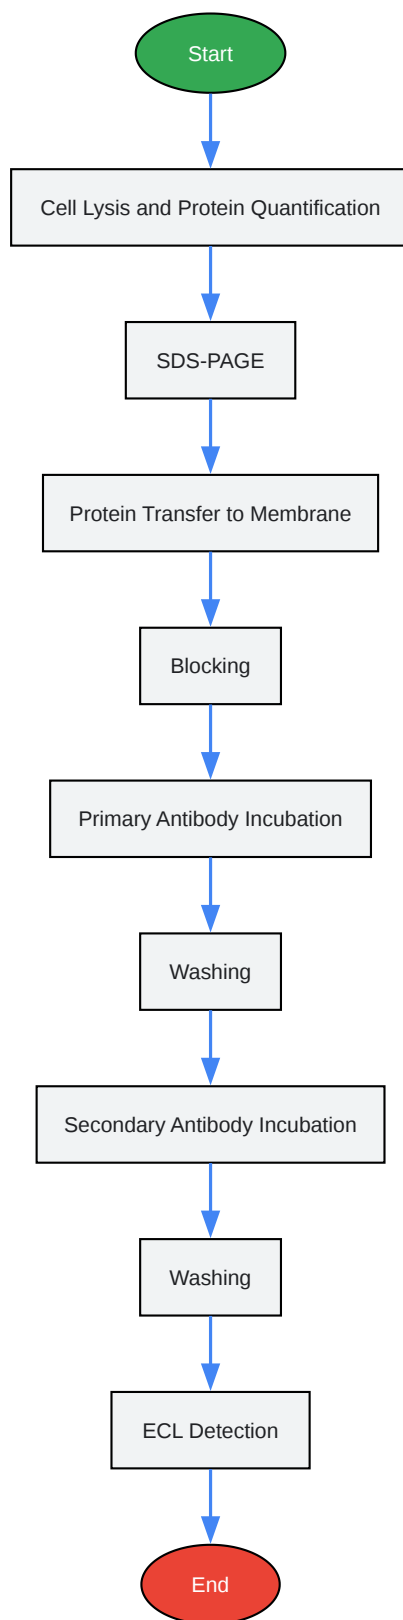 Start
Cell Lysis and Protein Quantification
SDS-PAGE
Protein Transfer to Membrane
Blocking
Primary Antibody Incubation
Washing
Secondary Antibody Incubation
Washing
ECL Detection
End